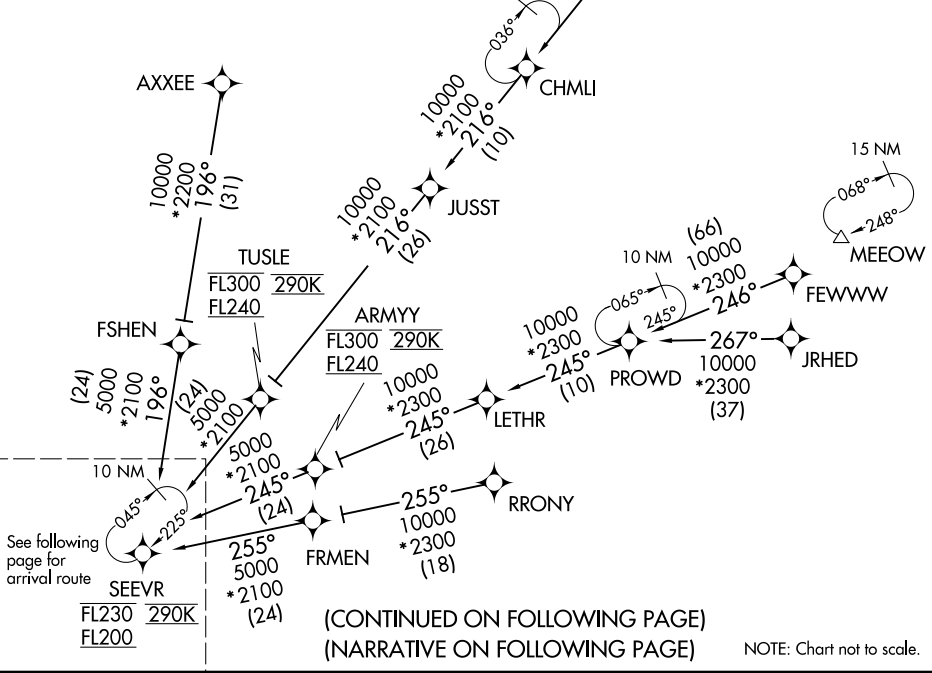 036°
AXXEE
CHMLI
10000
*2100
216°
(10)
15 NM
068°
248°
MEEOW
10000
*2200
196°
(31)
JUSST
10000
*2100
216°
(26)
TUSLE
FL300 290K
FL240
10 NM
065°
245°
(66)
10000
*2300
246°
FEWWW
FSHEN
ARMYY
FL300 290K
FL240
10000
*2300
245°
(10)
PROWD
267°
10000
*2300
(37)
JRHED
(24)
5000
*2100
196°
(24)
5000
*2100
10000
*2300
245°
(26)
LETHR
5000
*2100
245°
(24)
10 NM
045°
225°
255°
10000
*2300
(18)
RRONY
See following
page for
arrival route
FRMEN
255°
5000
*2100
(24)
SEEVR
FL230 290K
FL200
(CONTINUED ON FOLLOWING PAGE)
(NARRATIVE ON FOLLOWING PAGE)
NOTE: Chart not to scale.